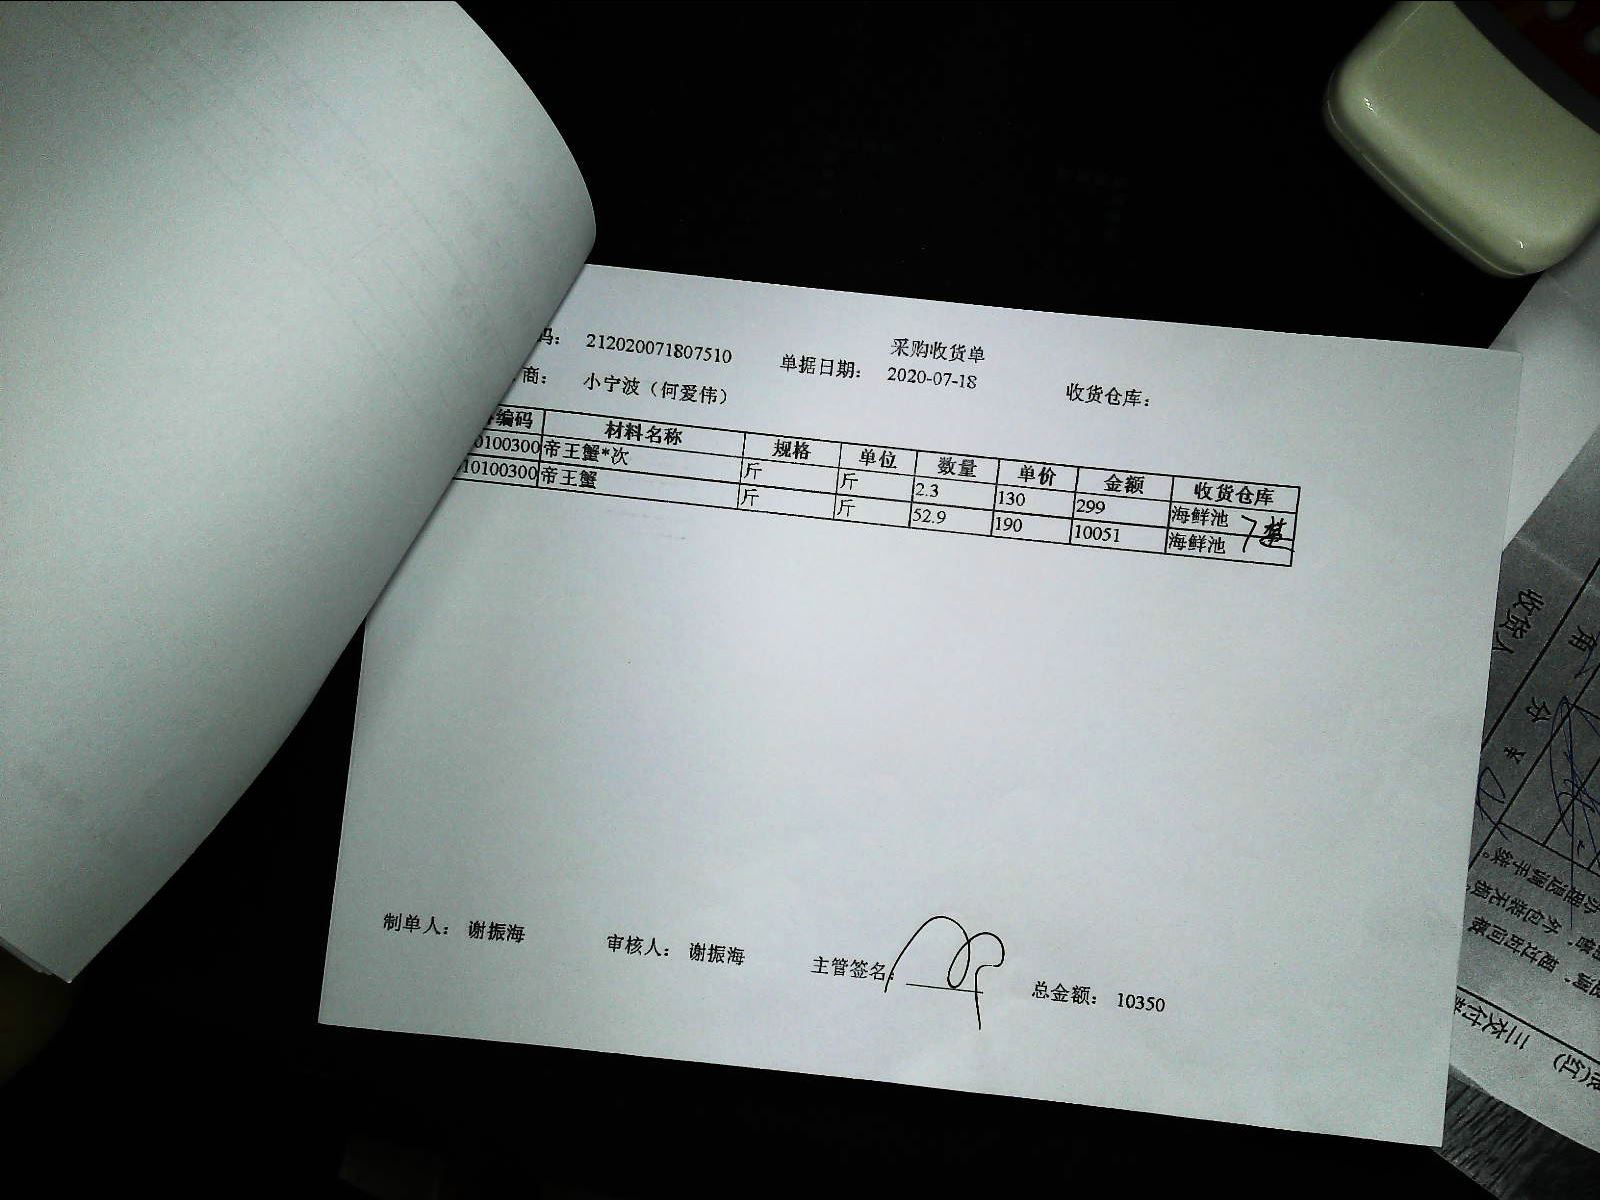 采购收货单
码： 212020071807510 单据日期： 2020-07-18 收货仓库：
商： 小宁波（何爱伟）
编码 材料名称 规格 单位 数量 单价 金额 收货仓库
0100300 帝王蟹*次 斤 斤 2.3 130 299 海鲜池
10100300 帝王蟹 斤 斤 52.9 190 10051 海鲜池
制单人： 谢振海 审核人： 谢振海 主管签名： 总金额： 10350
收货人
角
分